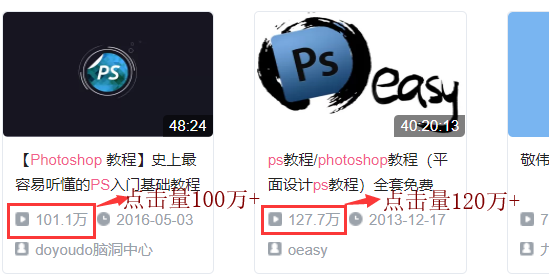 PS
48:24
【Photoshop 教程】史上最
容易听懂的PS入门基础教程
101.1万 2016-05-03
点击量100万+
doyoudo脑洞中心
Ps easy
40:20:13
ps教程/photoshop教程（平
面设计ps教程）全套免费
127.7万 2013-12-17
点击量120万+
oeasy
敬伟